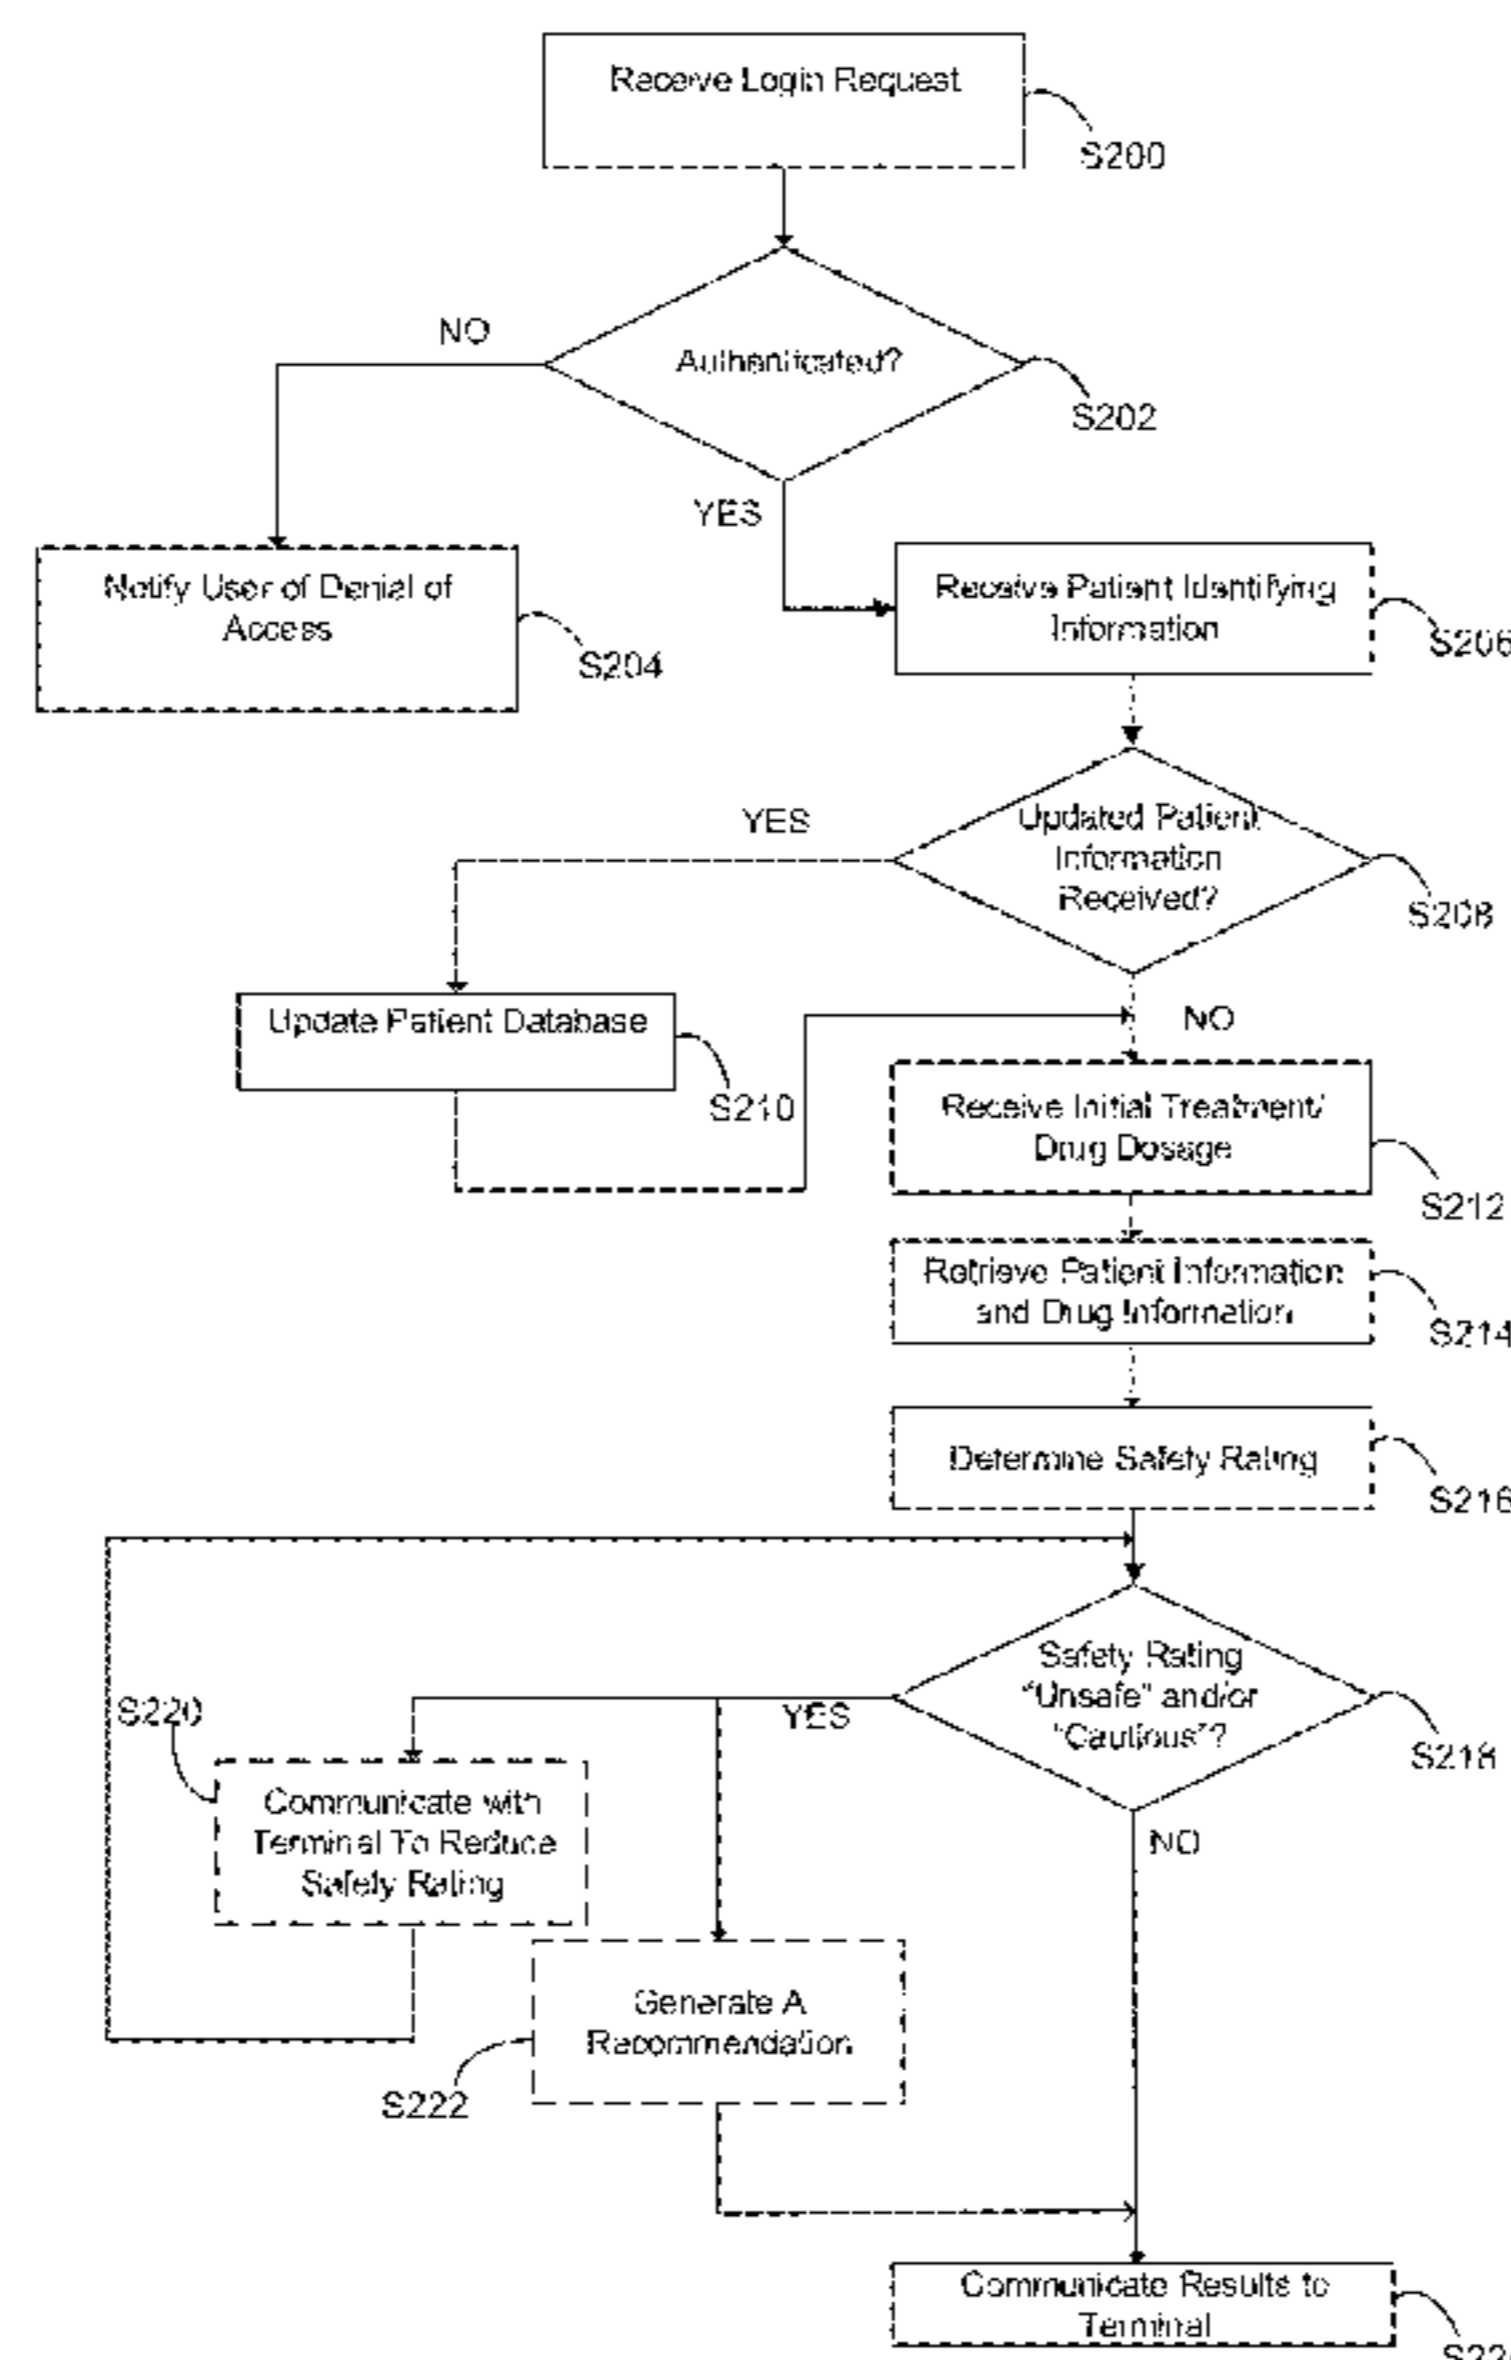 Receive Login Request
S200
NO
Authenticated?
S202
YES
Notify User of Denial of
Access
S204
Receive Patient Identifying
Information
S206
YES
Updated Patient
Information
Received?
S208
Update Patient Database
S210
NO
Receive Initial Treatment/
Drug Dosage
S212
Retrieve Patient Information
and Drug Information
S214
Determine Safety Rating
S216
Safety Rating
"Unsafe" and/or
"Cautious"?
S218
YES
S220
Communicate with
Terminal To Reduce
Safety Rating
NO
Generate A
Recommendation
S222
Communicate Results to
Terminal